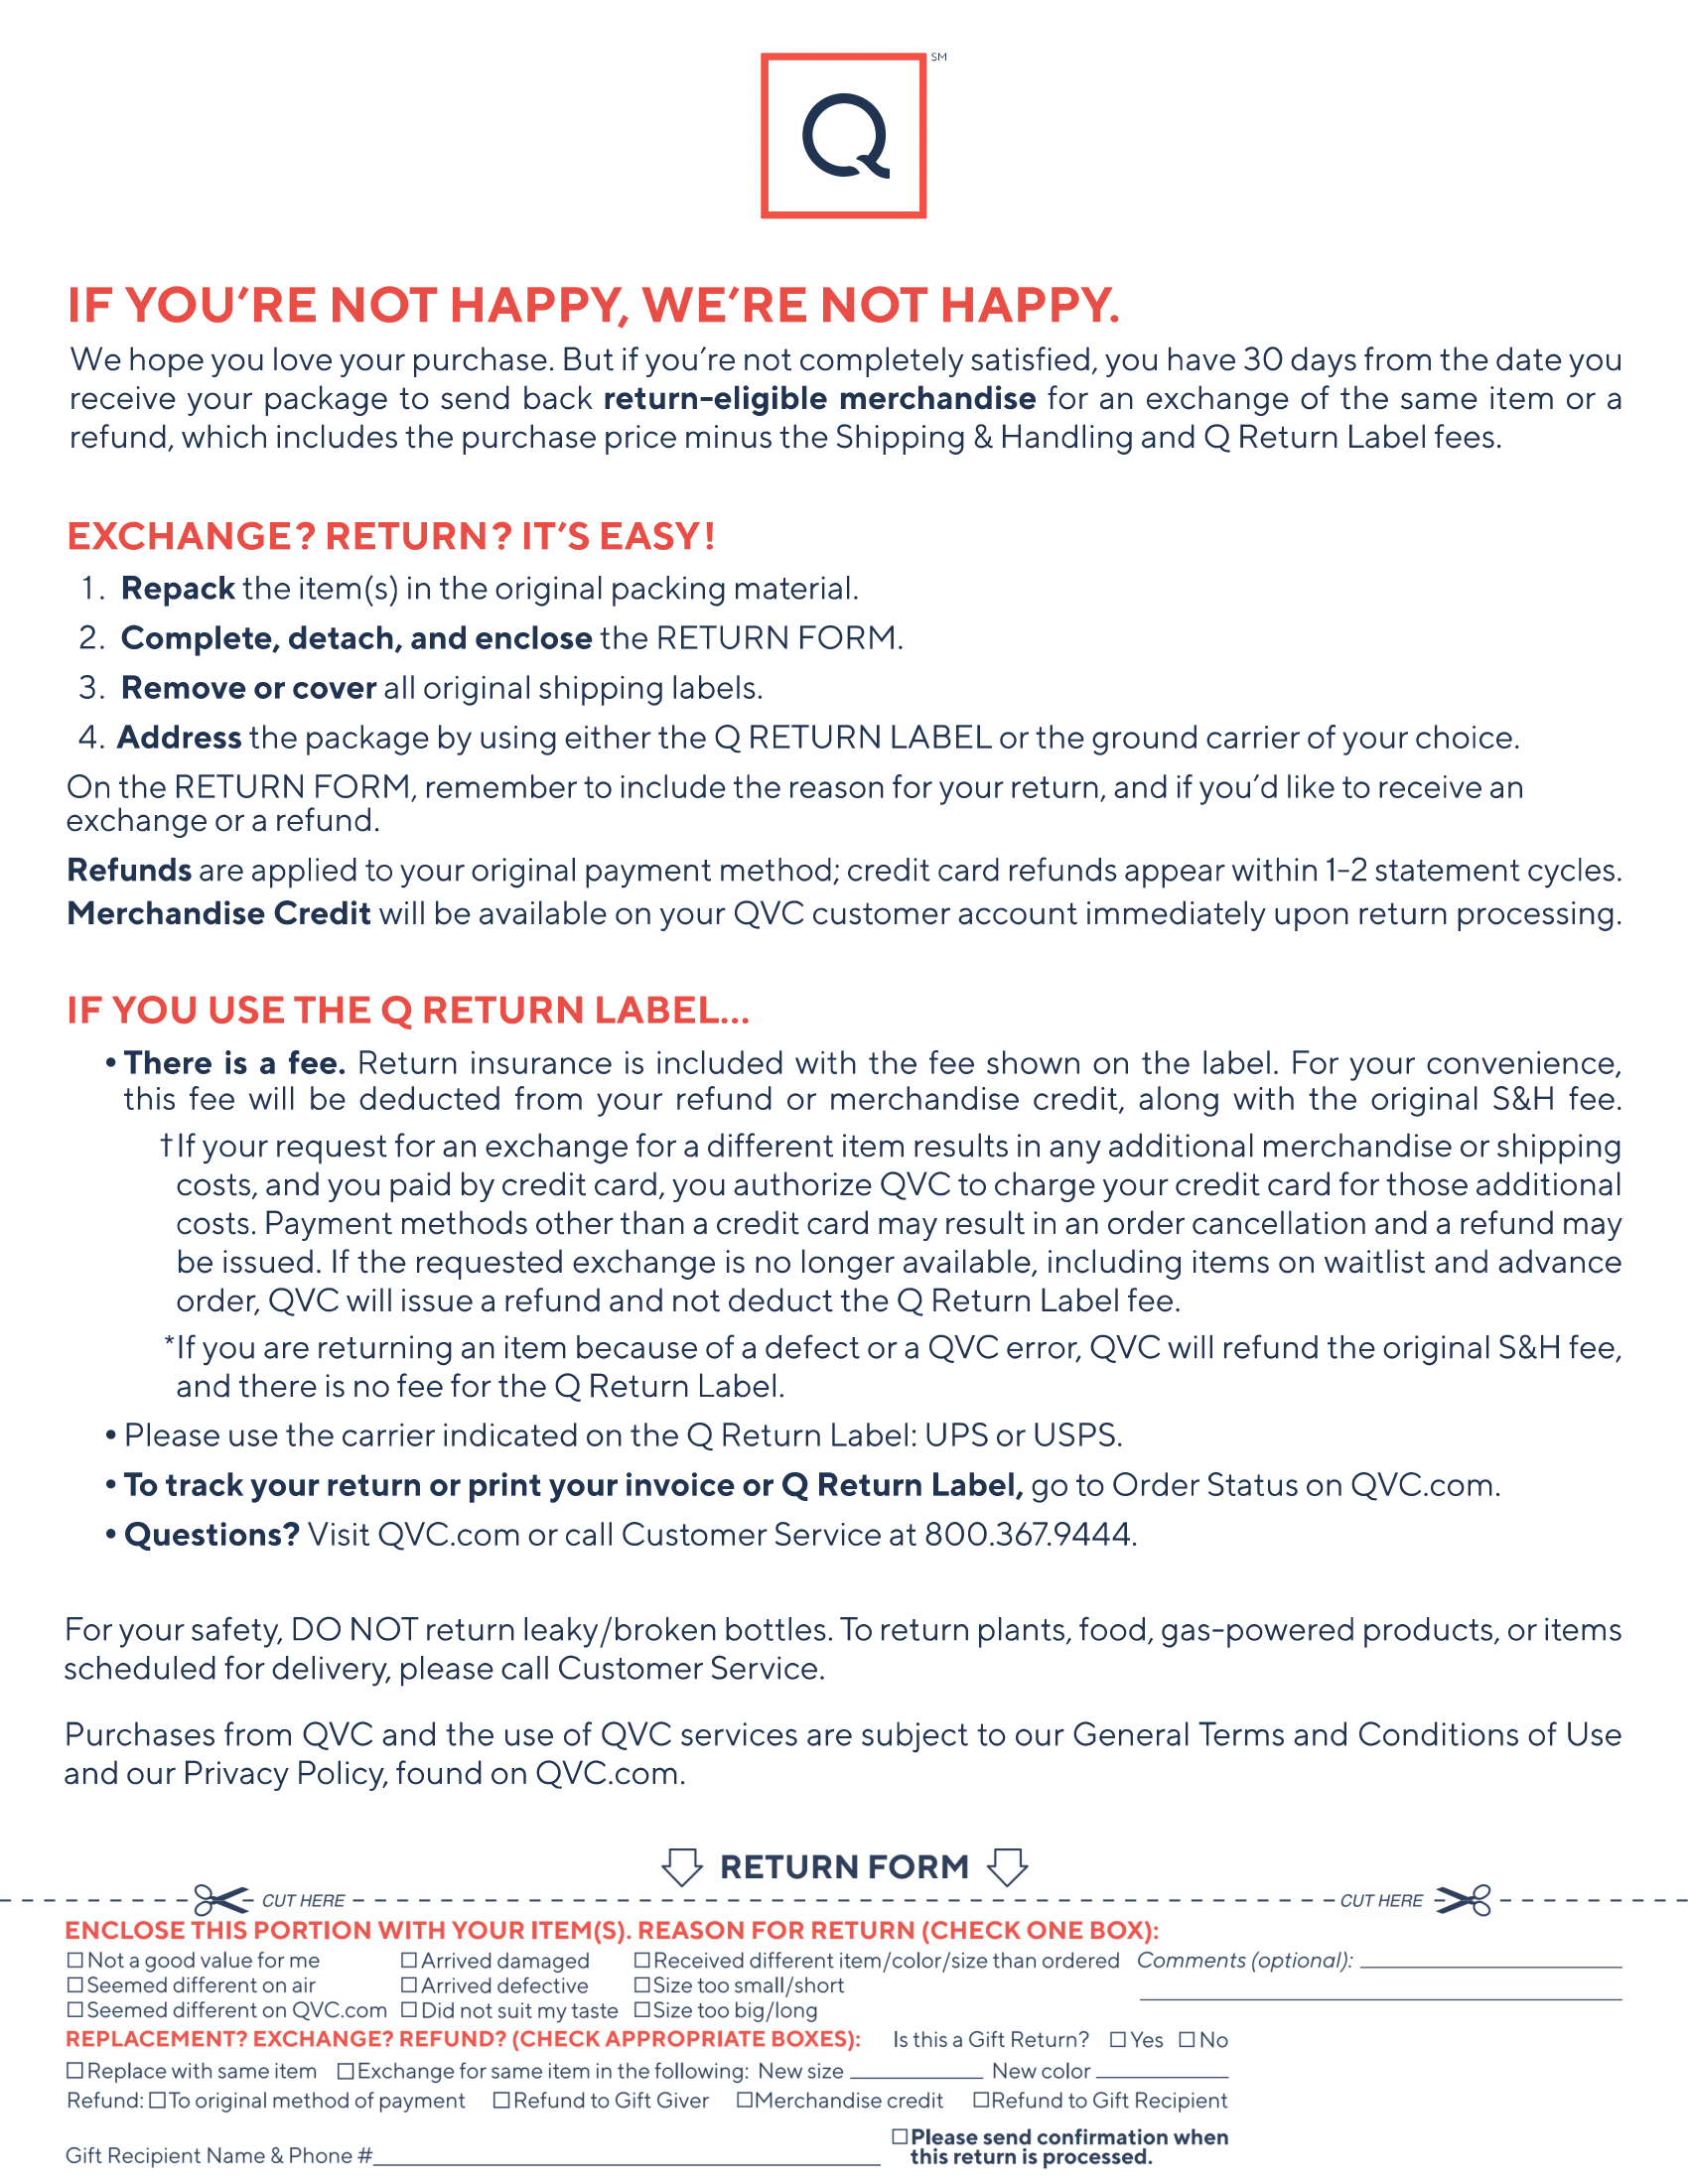 Q SM
IF YOU’RE NOT HAPPY, WE’RE NOT HAPPY.
We hope you love your purchase. But if you’re not completely satisfied, you have 30 days from the date you
receive your package to send back return-eligible merchandise for an exchange of the same item or a
refund, which includes the purchase price minus the Shipping & Handling and Q Return Label fees.
EXCHANGE? RETURN? IT’S EASY!
1. Repack the item(s) in the original packing material.
2. Complete, detach, and enclose the RETURN FORM.
3. Remove or cover all original shipping labels.
4. Address the package by using either the Q RETURN LABEL or the ground carrier of your choice.
On the RETURN FORM, remember to include the reason for your return, and if you’d like to receive an
exchange or a refund.
Refunds are applied to your original payment method; credit card refunds appear within 1-2 statement cycles.
Merchandise Credit will be available on your QVC customer account immediately upon return processing.
IF YOU USE THE Q RETURN LABEL...
• There is a fee. Return insurance is included with the fee shown on the label. For your convenience,
this fee will be deducted from your refund or merchandise credit, along with the original S&H fee.
†If your request for an exchange for a different item results in any additional merchandise or shipping
costs, and you paid by credit card, you authorize QVC to charge your credit card for those additional
costs. Payment methods other than a credit card may result in an order cancellation and a refund may
be issued. If the requested exchange is no longer available, including items on waitlist and advance
order, QVC will issue a refund and not deduct the Q Return Label fee.
*If you are returning an item because of a defect or a QVC error, QVC will refund the original S&H fee,
and there is no fee for the Q Return Label.
• Please use the carrier indicated on the Q Return Label: UPS or USPS.
• To track your return or print your invoice or Q Return Label, go to Order Status on QVC.com.
• Questions? Visit QVC.com or call Customer Service at 800.367.9444.
For your safety, DO NOT return leaky/broken bottles. To return plants, food, gas-powered products, or items
scheduled for delivery, please call Customer Service.
Purchases from QVC and the use of QVC services are subject to our General Terms and Conditions of Use
and our Privacy Policy, found on QVC.com.
RETURN FORM
CUT HERE CUT HERE
ENCLOSE THIS PORTION WITH YOUR ITEM(S). REASON FOR RETURN (CHECK ONE BOX):
☐ Not a good value for me ☐ Arrived damaged ☐ Received different item/color/size than ordered Comments (optional):
☐ Seemed different on air ☐ Arrived defective ☐ Size too small/short
☐ Seemed different on QVC.com ☐ Did not suit my taste ☐ Size too big/long
REPLACEMENT? EXCHANGE? REFUND? (CHECK APPROPRIATE BOXES): Is this a Gift Return? ☐ Yes ☐ No
☐ Replace with same item ☐ Exchange for same item in the following: New size ____ New color ____
Refund: ☐ To original method of payment ☐ Refund to Gift Giver ☐ Merchandise credit ☐ Refund to Gift Recipient
☐ Please send confirmation when
Gift Recipient Name & Phone # ____ this return is processed.